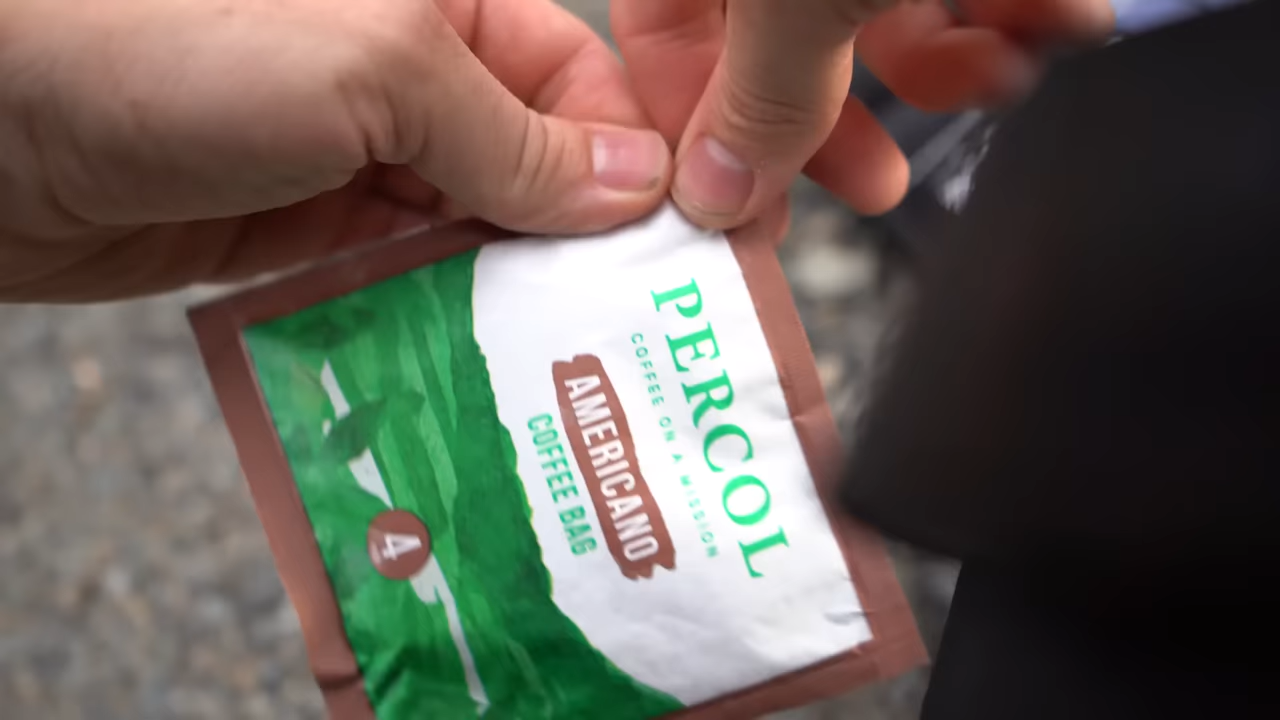 PERCOL
COFFEE ON A MISSION
AMERICANO
COFFEE BAG
4